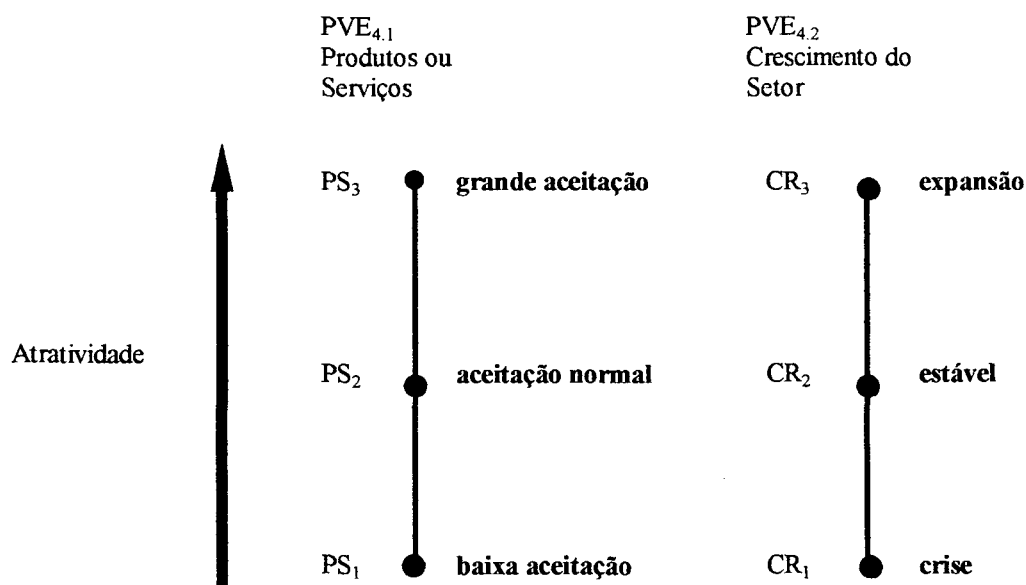 PVE4.1
Produtos ou
Serviços
PVE4.2
Crescimento do
Setor
PS3 grande aceitação CR3 expansão
Atratividade
PS2 aceitação normal CR2 estável
PS1 baixa aceitação CR1 crise